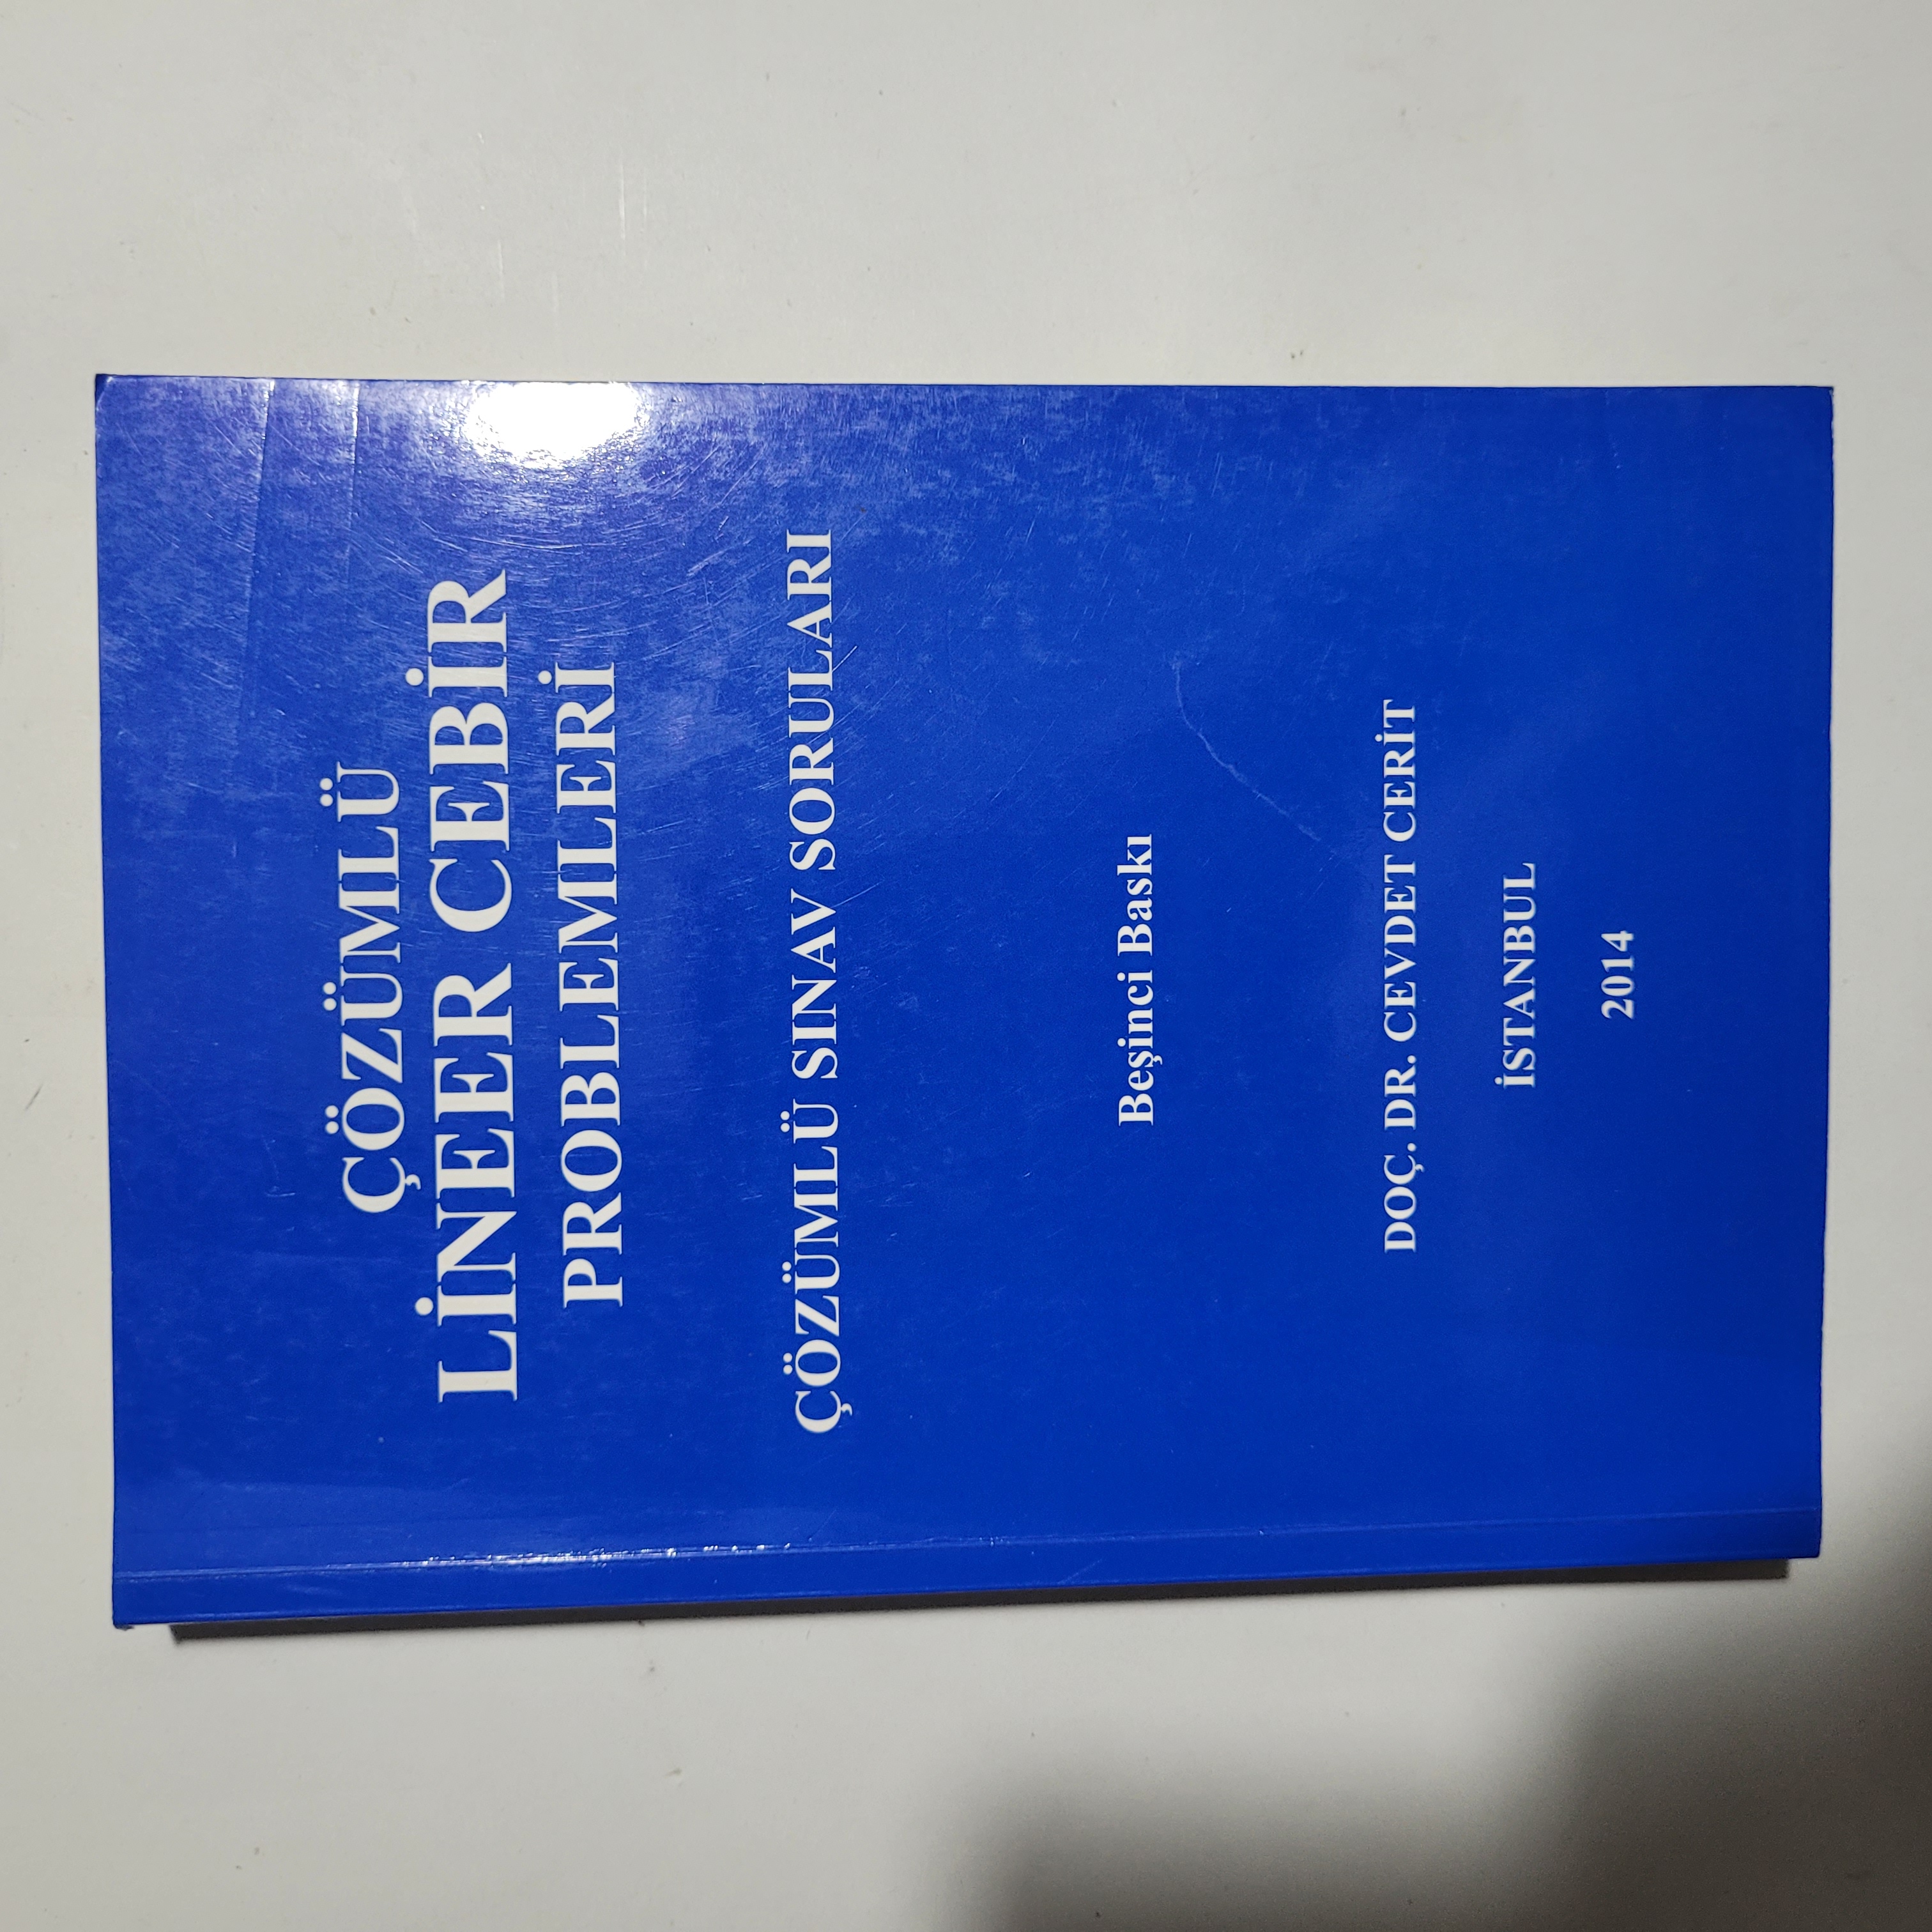 ÇÖZÜMLÜ
LİNEER CEBİR
PROBLEMLERİ
ÇÖZÜMLÜ SINAV SORULARI
Beşinci Baskı
DOÇ. DR. CEVDET CERİT
İSTANBUL
2014